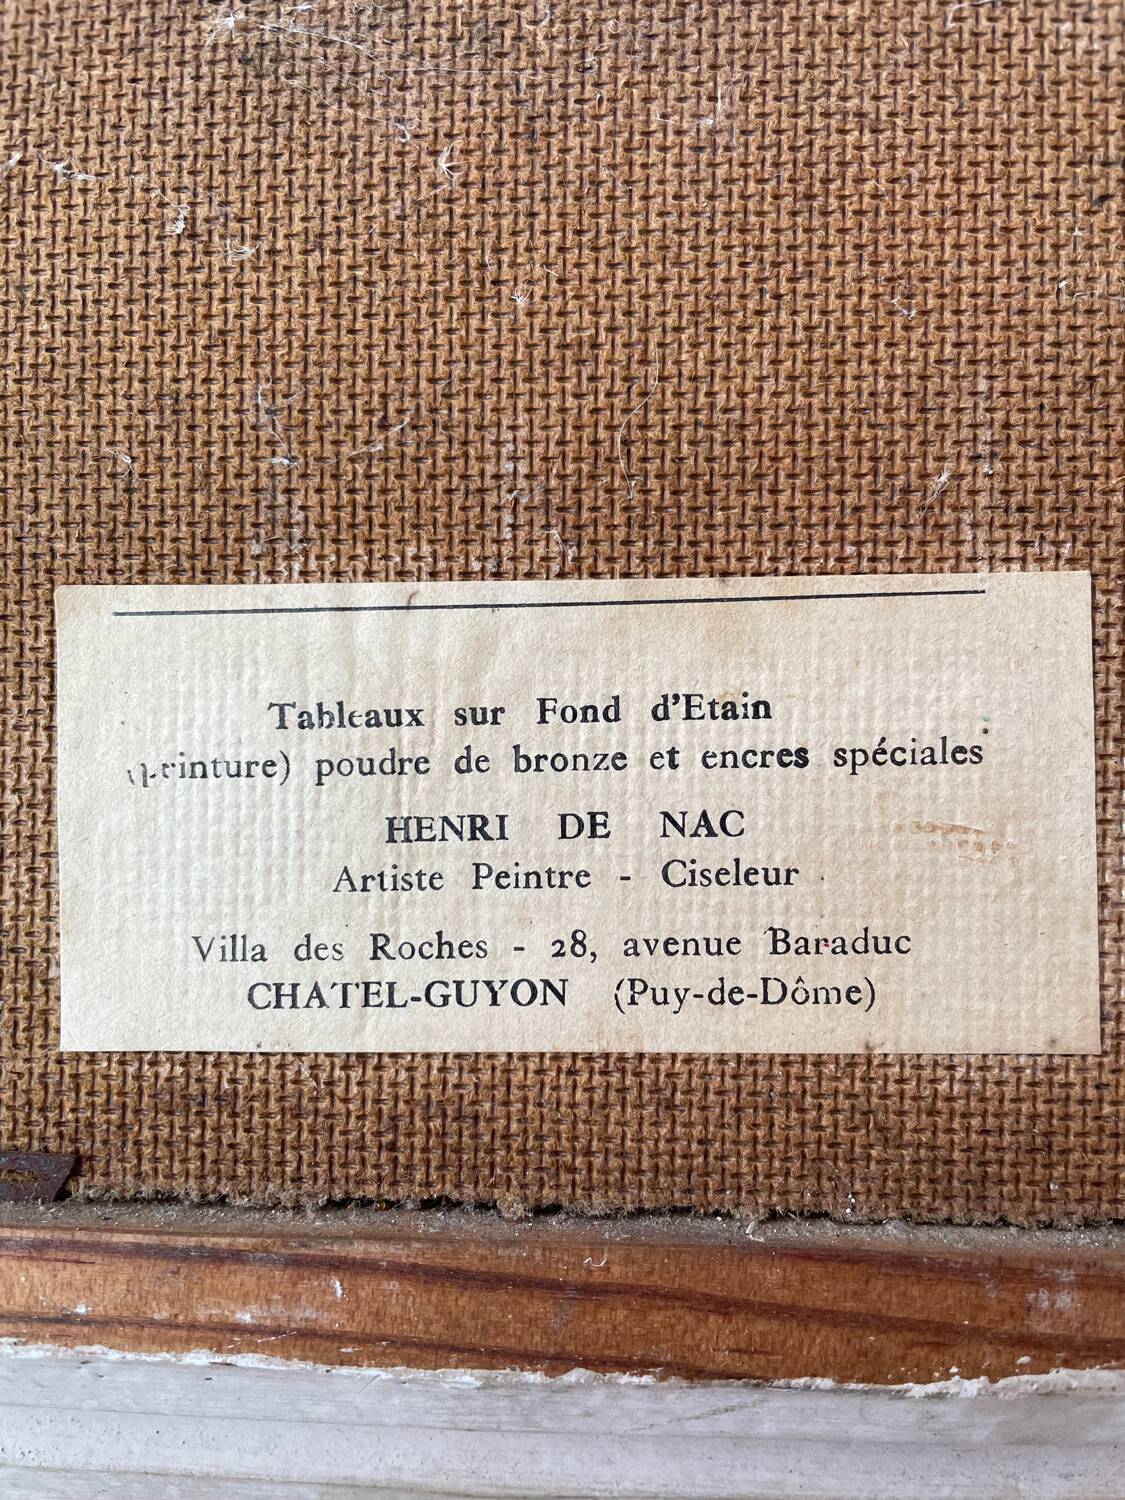 Tableaux sur Fond d'Etain
(peinture) poudre de bronze et encres spéciales
HENRI DE NAC
Artiste Peintre - Ciseleur
Villa des Roches - 28, avenue Baraduc
CHATEL-GUYON (Puy-de-Dôme)